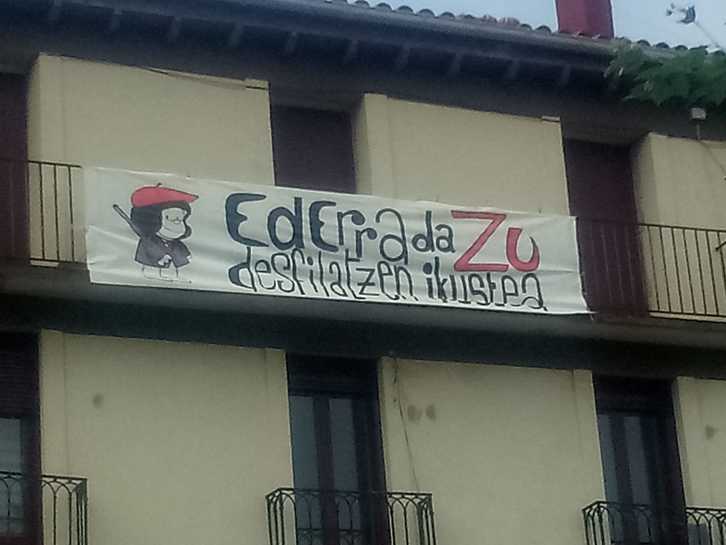 EdErra da Zu
desfilatzen ikustea